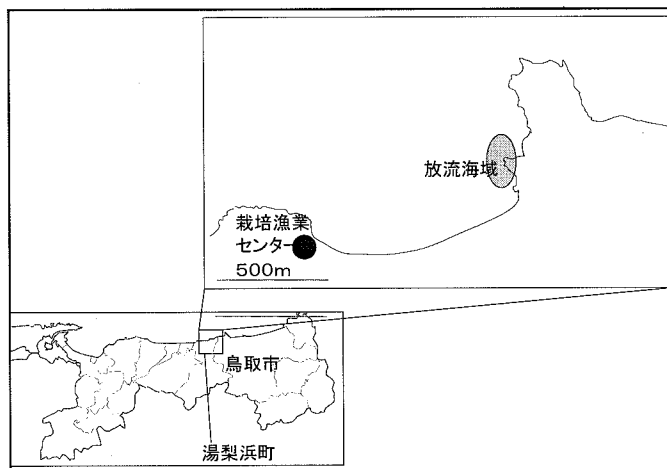 放流海域
栽培漁業
センター
500m
鳥取市
湯梨浜町